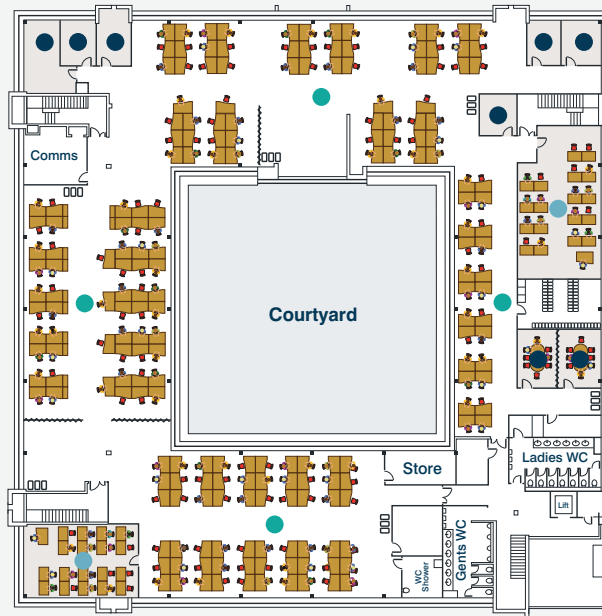 Comms
Courtyard
Store
Ladies WC
Lift
Gents WC
WC
Shower